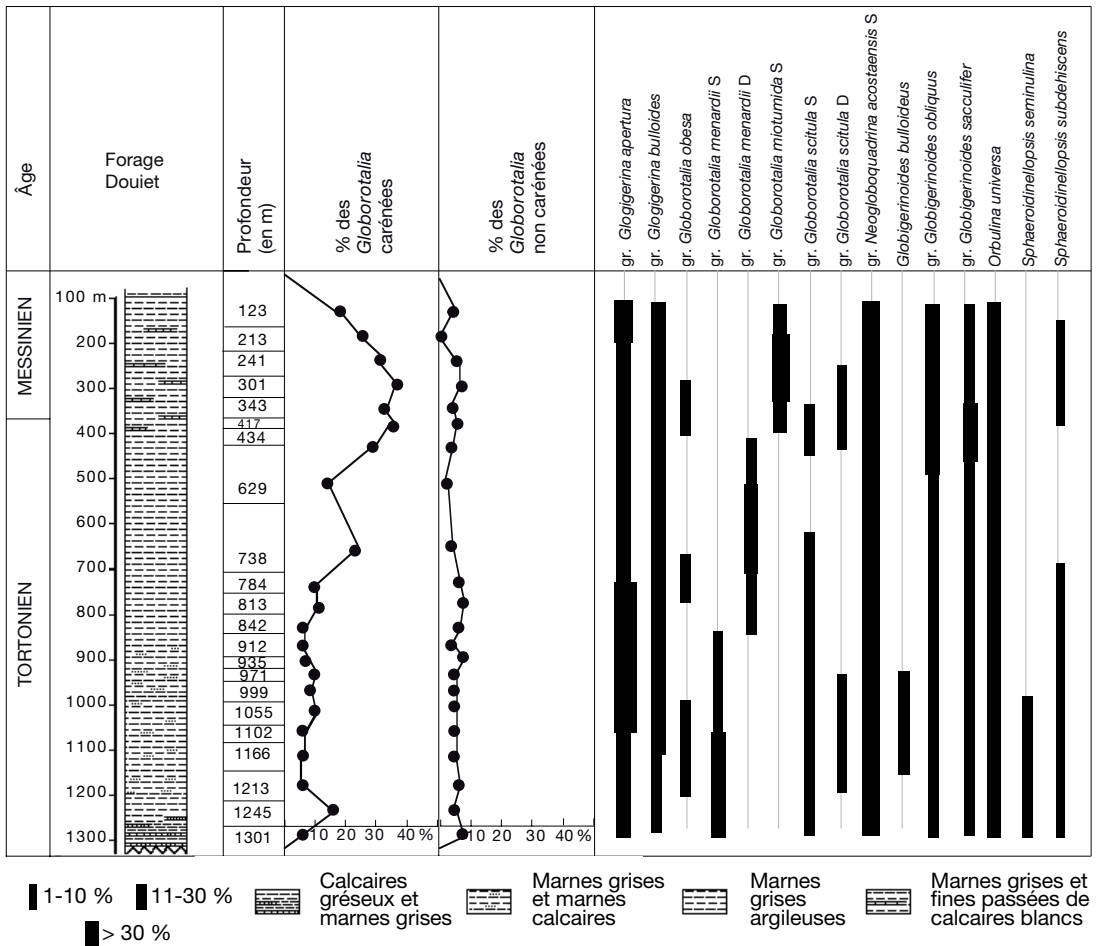 Âge
Forage
Douiet
Profondeur
(en m)
% des
Globorotalia
carénées
% des
Globorotalia
non carénées
gr. Glogigerina apertura
gr. Glogigerina bulloides
gr. Globorotalia obesa
gr. Globorotalia menardii S
gr. Globorotalia menardii D
gr. Globorotalia miotumida S
gr. Globorotalia scitula S
gr. Globorotalia scitula D
gr. Neogloboquadrina acostaensis S
Globigerinoides bulloideus
gr. Globigerinoides obliquus
gr. Globigerinoides sacculifer
Orbulina universa
Sphaeroidinellopsis seminulina
Sphaeroidinellopsis subdehiscens
MESSINIEN
TORTONIEN
100 m
200
300
400
500
600
700
800
900
1000
1100
1200
1300
123
213
241
301
343
417
434
629
738
784
813
842
912
935
971
999
1055
1102
1166
1213
1245
1301
20 30 40 %
10 20 30 40 %
1-10 %
11-30 %
> 30 %
Calcaires
gréseux et
marnes grises
Marnes grises
et marnes
calcaires
Marnes
grises
argileuses
Marnes grises et
fines passées de
calcaires blancs